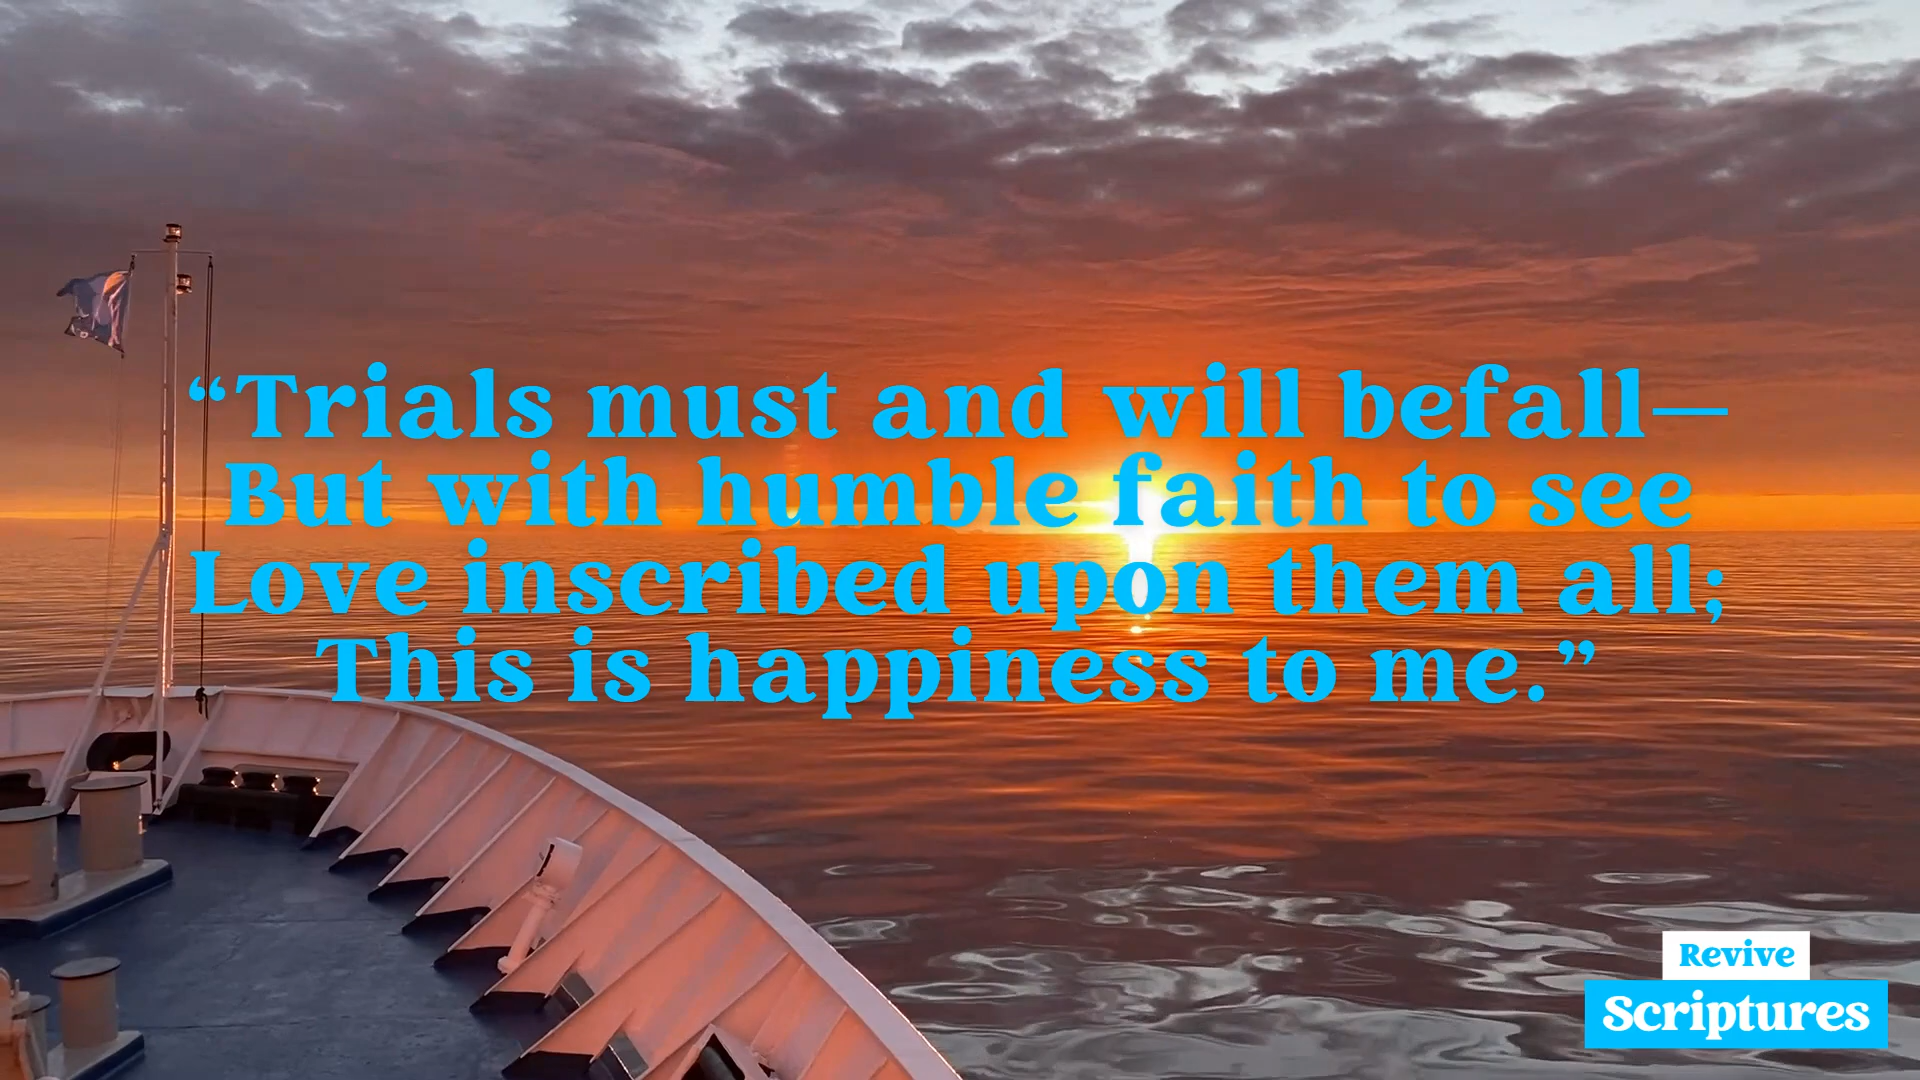 “Trials must and will befall—
But with humble faith to see
Love inscribed upon them all;
This is happiness to me.”
Revive
Scriptures